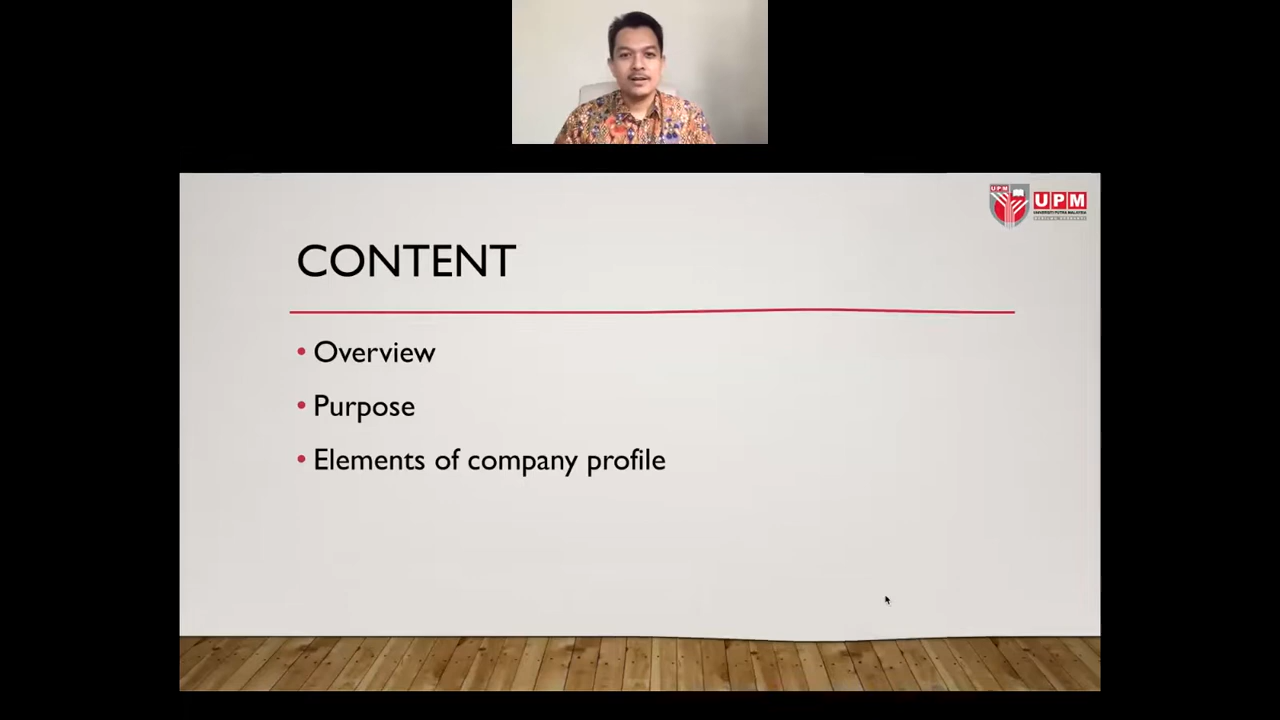 UPM
UPM
UNIVERSITI PUTRA MALAYSIA
CONTENT
• Overview
• Purpose
• Elements of company profile